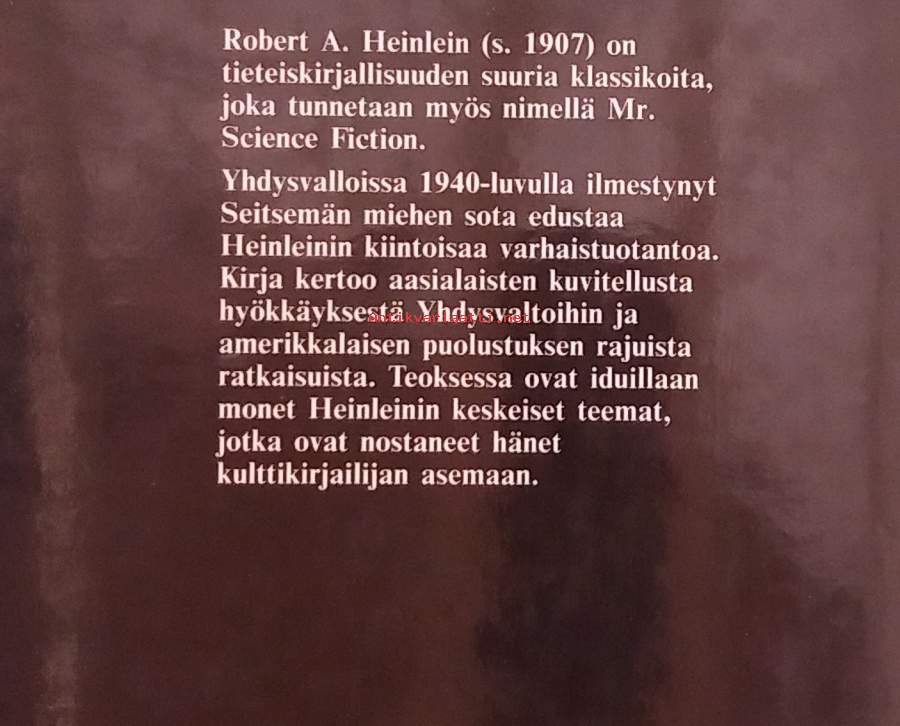 Robert A. Heinlein (s. 1907) on
tieteiskirjallisuuden suuria klassikoita,
joka tunnetaan myös nimellä Mr.
Science Fiction.
Yhdysvalloissa 1940-luvulla ilmestynyt
Seitsemän miehen sota edustaa
Heinleinin kiintoisaa varhaistuotantoa.
Kirja kertoo aasialaisten kuvitellusta
hyökkäyksestä Yhdysvaltoihin ja
Antikvariaatti.net
amerikkalaisen puolustuksen rajuista
ratkaisuista. Teoksessa ovat iduillaan
monet Heinleinin keskeiset teemat,
jotka ovat nostaneet hänet
kulttikirjailijan asemaan.